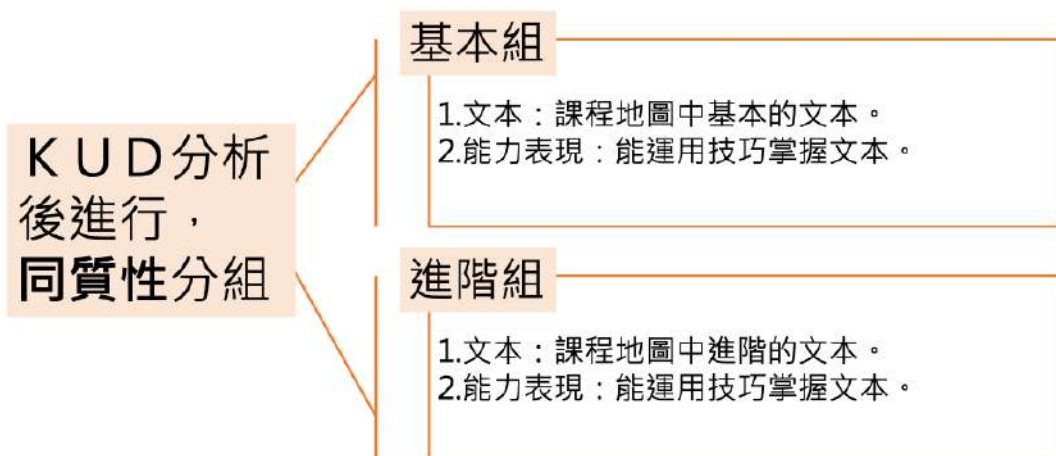 ＫＵＤ分析
後進行，
同質性分組
基本組
1.文本：課程地圖中基本的文本。
2.能力表現：能運用技巧掌握文本。
進階組
1.文本：課程地圖中進階的文本。
2.能力表現：能運用技巧掌握文本。